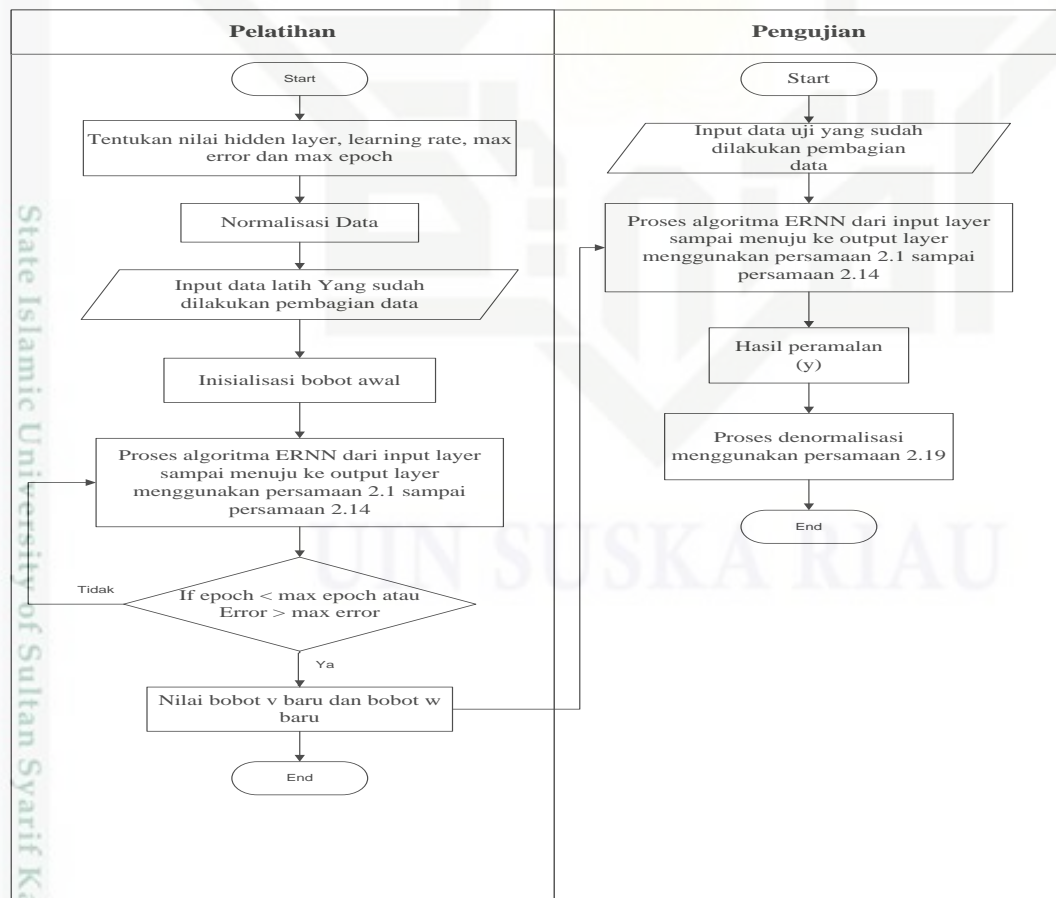 Pelatihan
Start
Tentukan nilai hidden layer, learning rate, max
error dan max epoch
Normalisasi Data
Input data latih Yang sudah
dilakukan pembagian data
Inisialisasi bobot awal
Proses algoritma ERNN dari input layer
sampai menuju ke output layer
menggunakan persamaan 2.1 sampai
persamaan 2.14
If epoch < max epoch atau
Error > max error
Tidak
Ya
Nilai bobot v baru dan bobot w
baru
End
Pengujian
Start
Input data uji yang sudah
dilakukan pembagian
data
Proses algoritma ERNN dari input layer
sampai menuju ke output layer
menggunakan persamaan 2.1 sampai
persamaan 2.14
Hasil peramalan
(y)
Proses denormalisasi
menggunakan persamaan 2.19
End
UIN SUSKA RIAU
State Islamic University of Sultan Syarif Ka